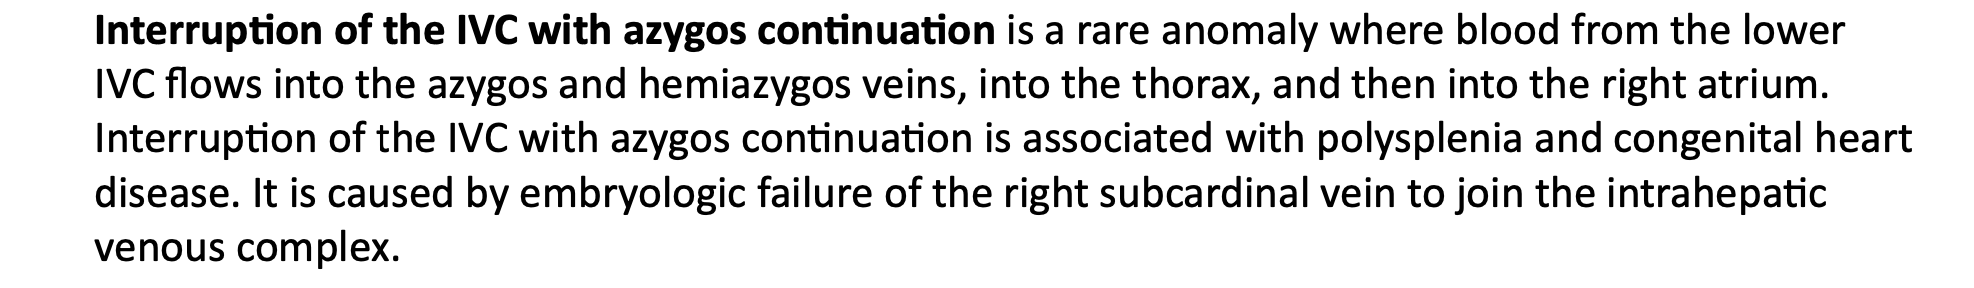 Interruption of the IVC with azygos continuation is a rare anomaly where blood from the lower
IVC flows into the azygos and hemiazygos veins, into the thorax, and then into the right atrium.
Interruption of the IVC with azygos continuation is associated with polysplenia and congenital heart
disease. It is caused by embryologic failure of the right subcardinal vein to join the intrahepatic
venous complex.